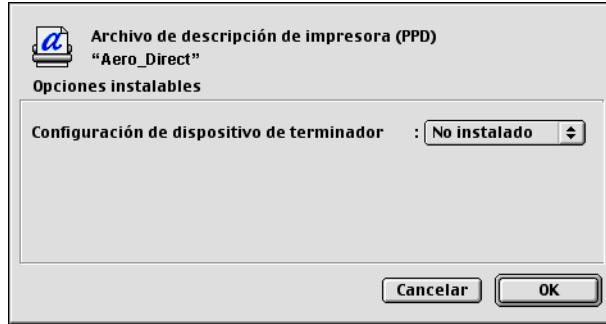 Archivo de descripción de impresora (PPD)
“Aero_Direct”
Opciones instalables
Configuración de dispositivo de terminador : No instalado
Cancelar OK